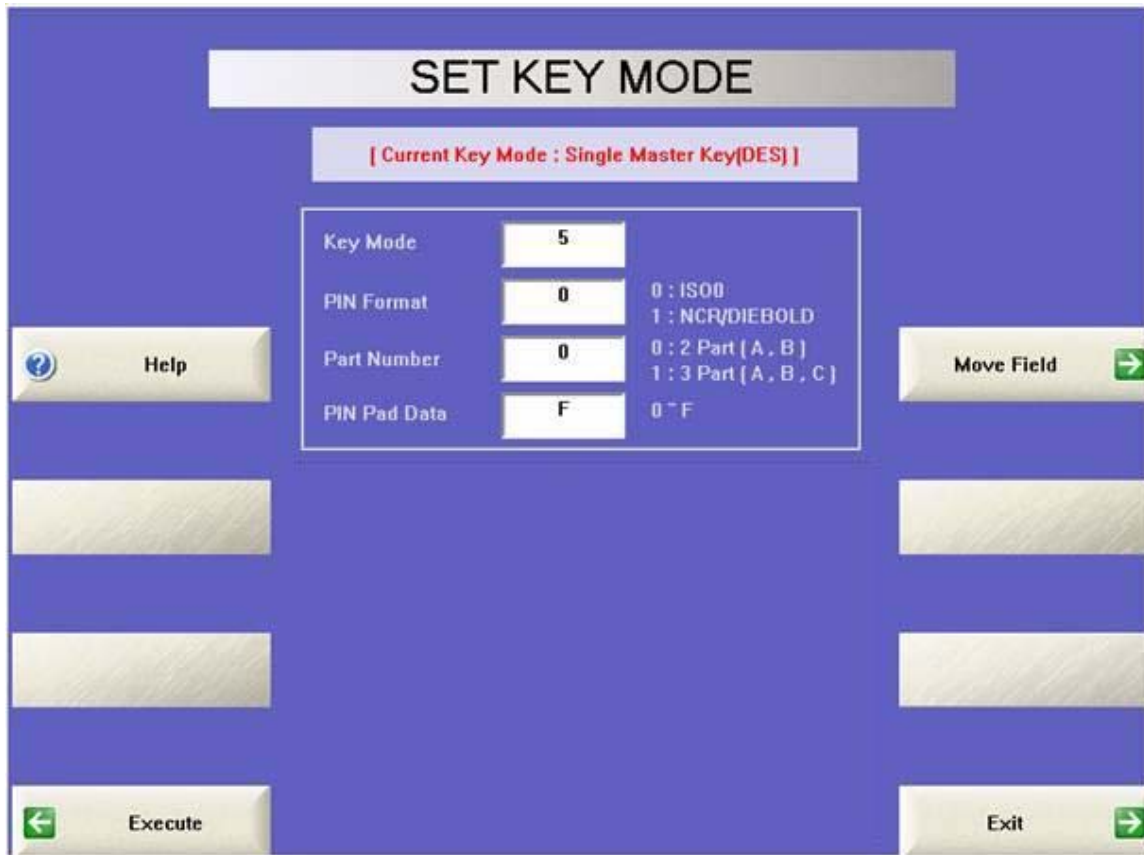 SET KEY MODE
[ Current Key Mode : Single Master Key(DES) ]
Key Mode 5
PIN Format 0 0 : ISO0
1 : NCR/DIEBOLD
Part Number 0 0 : 2 Part ( A , B )
1 : 3 Part ( A , B , C )
PIN Pad Data F 0 ~ F
? Help
Move Field
Execute
Exit